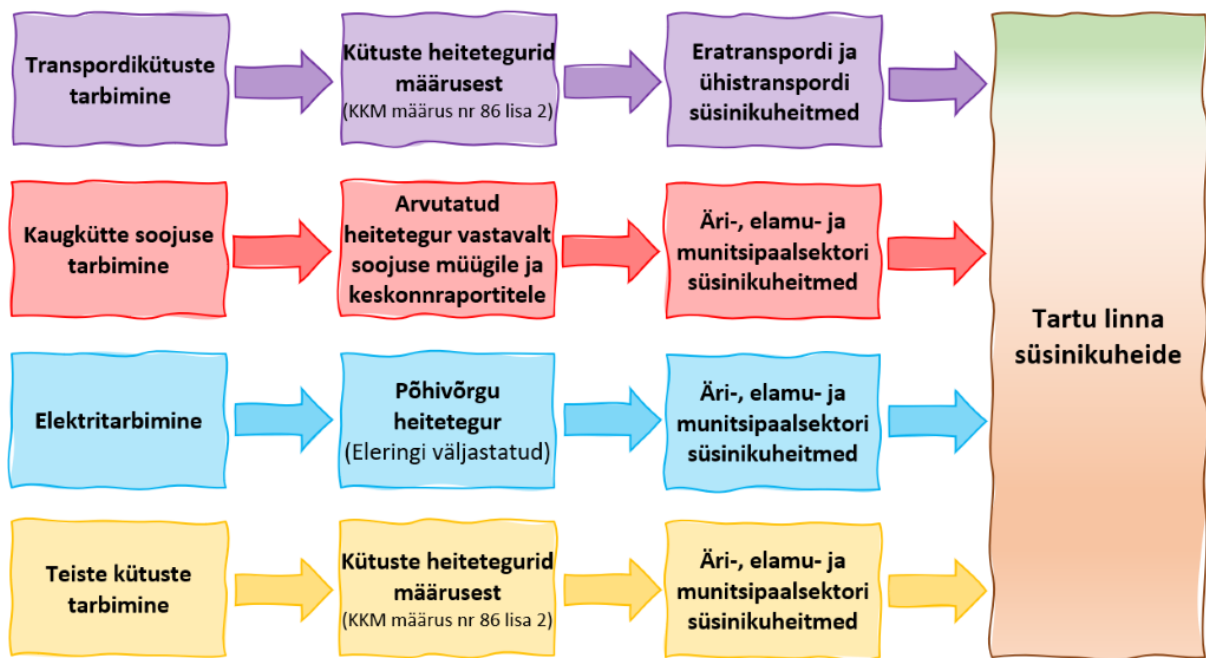 Transpordikütuste
tarbimine
Kütuste heitetegurid
määrusest
(KKM määrus nr 86 lisa 2)
Eratranspordi ja
ühistranspordi
süsinikuheitmed
Kaugkütte soojuse
tarbimine
Arvutatud
heitetegur vastavalt
soojuse müügile ja
keskonnraportitele
Äri-, elamu- ja
munitsipaalsektori
süsinikuheitmed
Elektritarbimine
Põhivõrgu
heitetegur
(Eleringi väljastatud)
Äri-, elamu- ja
munitsipaalsektori
süsinikuheitmed
Teiste kütuste
tarbimine
Kütuste heitetegurid
määrusest
(KKM määrus nr 86 lisa 2)
Äri-, elamu- ja
munitsipaalsektori
süsinikuheitmed
Tartu linna
süsinikuheide